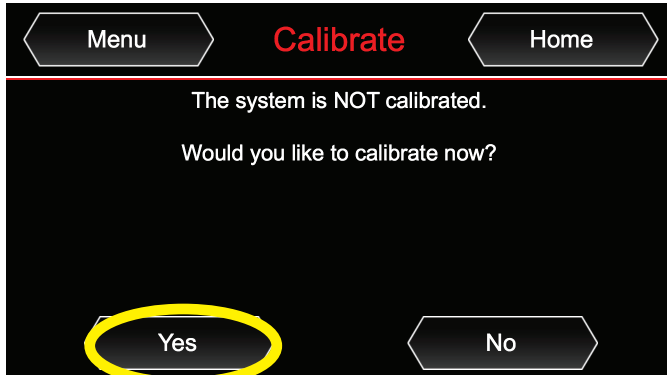 Menu Calibrate Home
The system is NOT calibrated.
Would you like to calibrate now?
Yes No